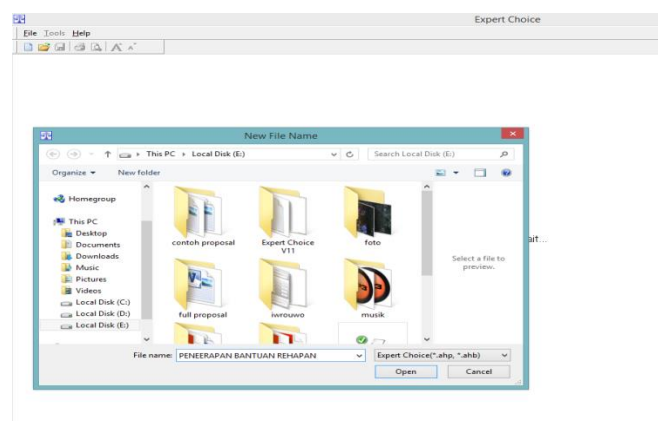 Expert Choice
File Tools Help
New File Name
This PC Local Disk (E:)
Search Local Disk (E:)
Organize
New folder
Homegroup
This PC
Desktop
Documents
Downloads
Music
Pictures
Videos
Local Disk (C:)
Local Disk (D:)
Local Disk (E:)
contoh proposal
Expert Choice V11
foto
full proposal
iwrouwo
musik
Select a file to
preview.
ait...
File name: PENEERAPAN BANTUAN REHAPAN
Expert Choice(*.ahp, *.ahb)
Open
Cancel